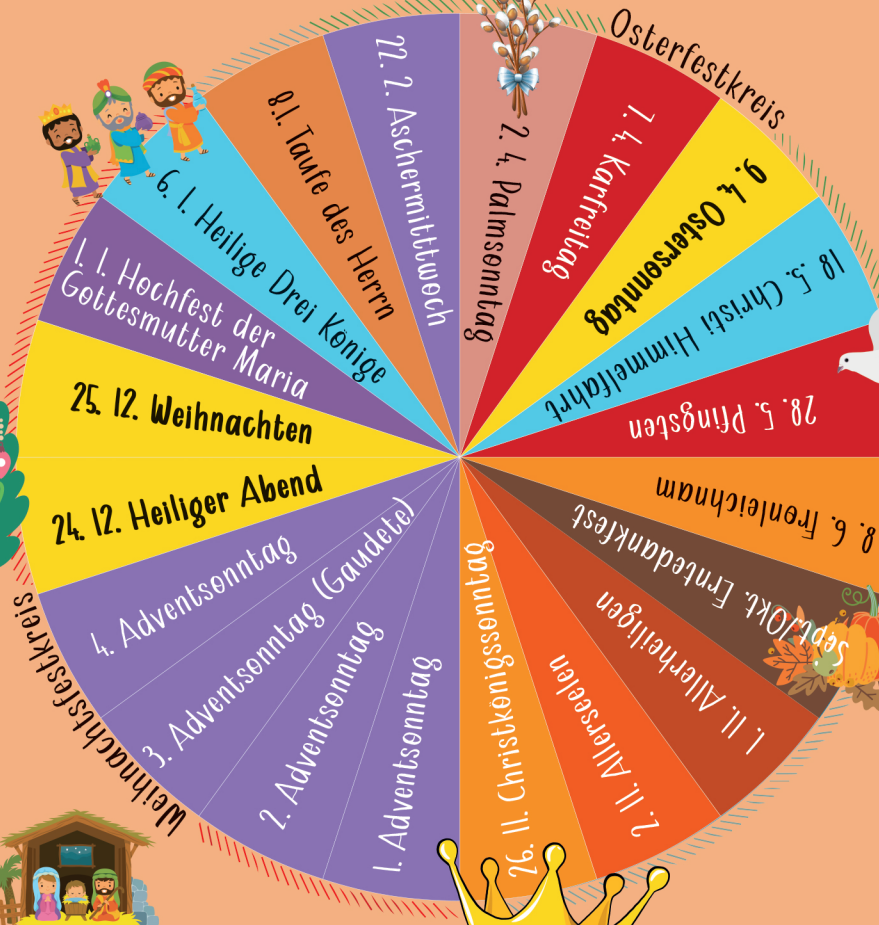 Osterfestkreis
2. 4. Palmsonntag
7. 4. Karfreitag
9. 4. Ostersonntag
18. 5. Christi Himmelfahrt
28. 5. Pfingsten
8. 6. Fronleichnam
Sept./Okt. Erntedankfest
1. 11. Allerheiligen
2. 11. Allerseelen
26. 11. Christkönigssonntag
Weihnachtsfestkreis
1. Adventsonntag
2. Adventsonntag
3. Adventsonntag (Gaudete)
4. Adventsonntag
24. 12. Heiliger Abend
25. 12. Weihnachten
1. 1. Hochfest der
Gottesmutter Maria
6. 1. Heilige Drei Könige
8.1. Taufe des Herrn
22. 2. Aschermitttwoch